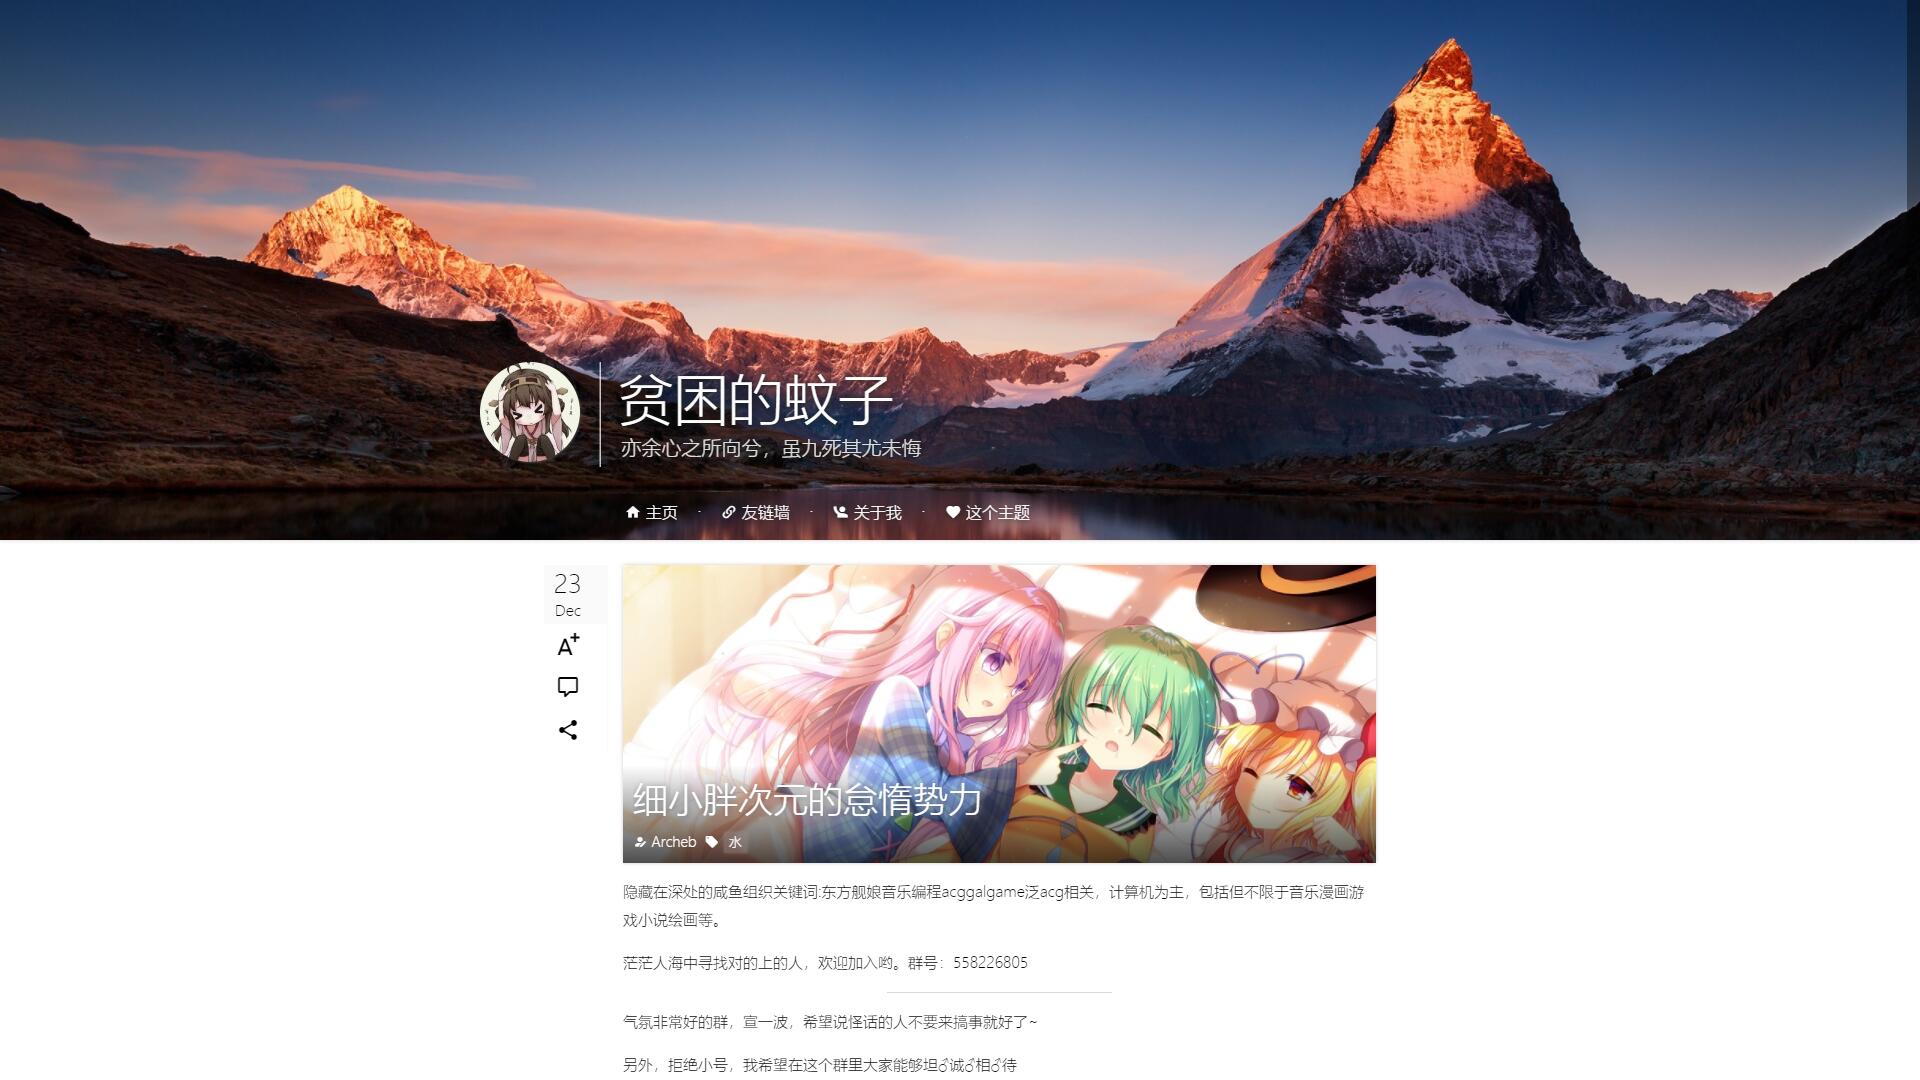 贫困的蚊子
亦余心之所向兮，虽九死其尤未悔
主页 · 友链墙 · 关于我 · 这个主题
23
Dec
A+
细小胖次元的怠惰势力
Archeb 水
隐藏在深处的咸鱼组织关键词:东方舰娘音乐编程acggalgame泛acg相关，计算机为主，包括但不限于音乐漫画游
戏小说绘画等。
茫茫人海中寻找对的上的人，欢迎加入哟。群号：558226805
气氛非常好的群，宣一波，希望说怪话的人不要来搞事就好了~
另外，拒绝小号，我希望在这个群里大家能够坦♂诚♂相♂待